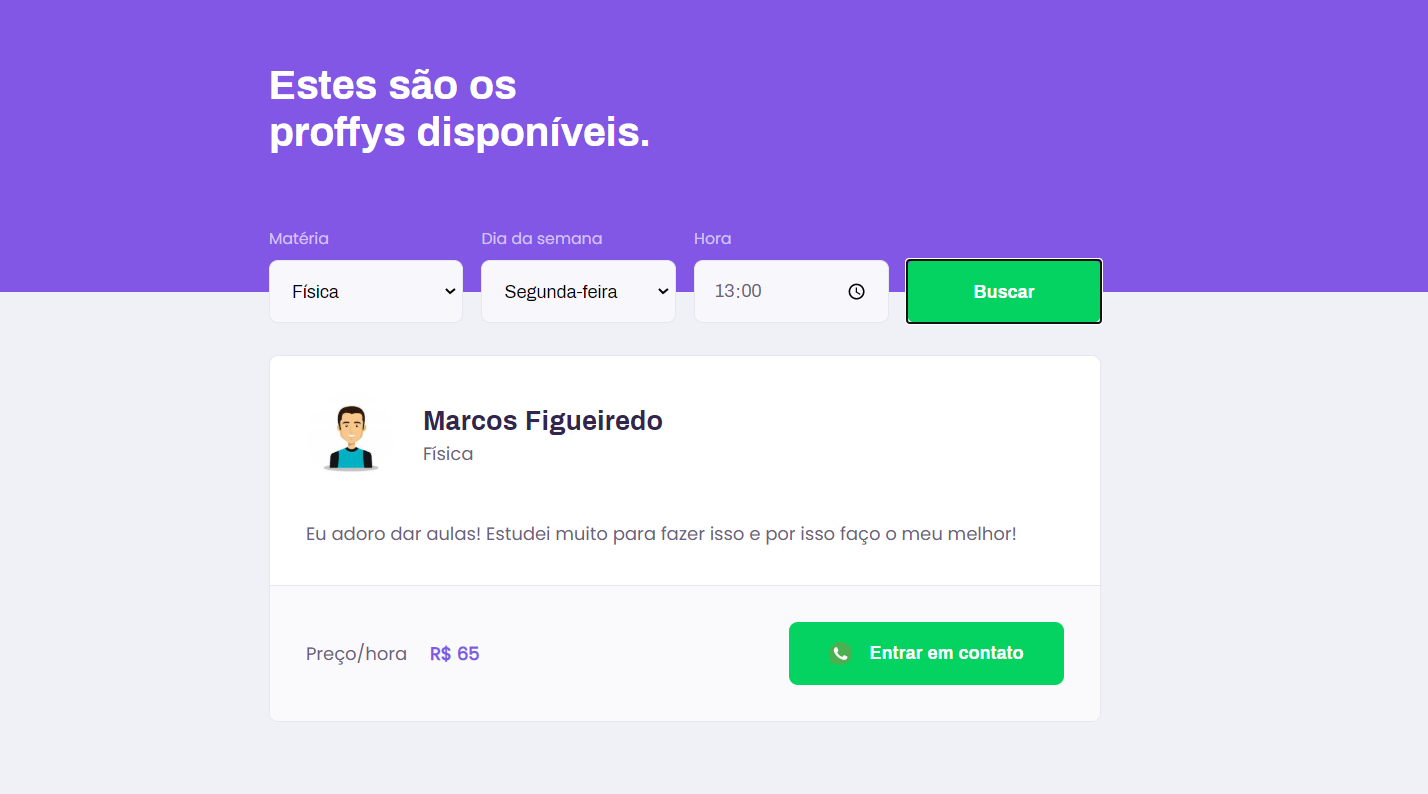 Estes são os
proffys disponíveis.
Matéria Dia da semana Hora
Física Segunda-feira 13:00 Buscar
Marcos Figueiredo
Física
Eu adoro dar aulas! Estudei muito para fazer isso e por isso faço o meu melhor!
Preço/hora R$ 65 Entrar em contato